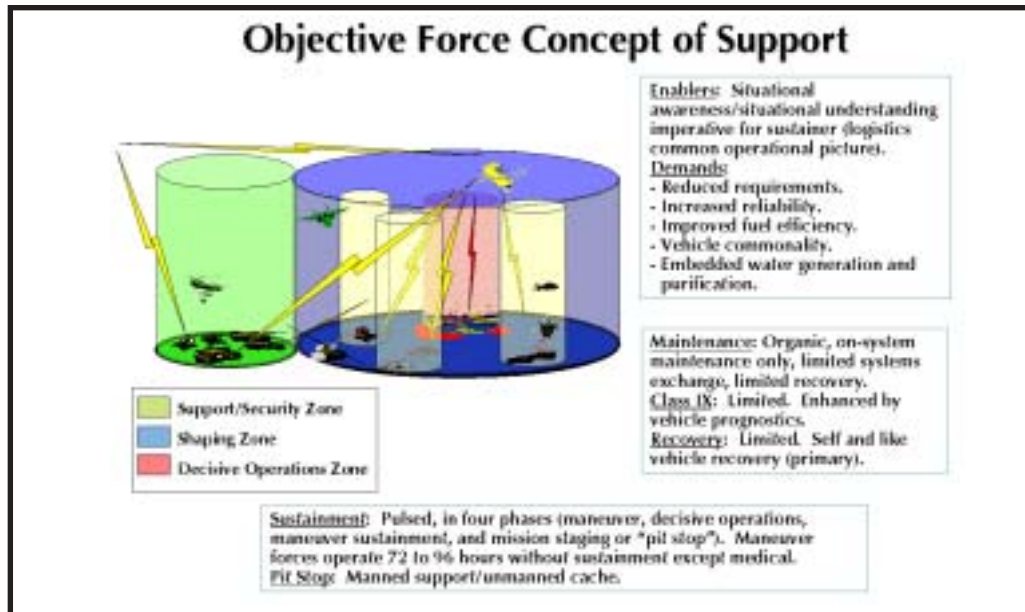 Objective Force Concept of Support
Enablers: Situational
awareness/situational understanding
imperative for sustainer (logistics
common operational picture).
Demands:
- Reduced requirements.
- Increased reliability.
- Improved fuel efficiency.
- Vehicle commonality.
- Embedded water generation and
purification.
Maintenance: Organic, on-system
maintenance only, limited systems
exchange, limited recovery.
Class IX: Limited. Enhanced by
vehicle prognostics.
Recovery: Limited. Self and like
vehicle recovery (primary).
Support/Security Zone
Shaping Zone
Decisive Operations Zone
Sustainment: Pulsed, in four phases (maneuver, decisive operations,
maneuver sustainment, and mission staging or “pit stop”). Maneuver
forces operate 72 to 96 hours without sustainment except medical.
Pit Stop: Manned support/unmanned cache.